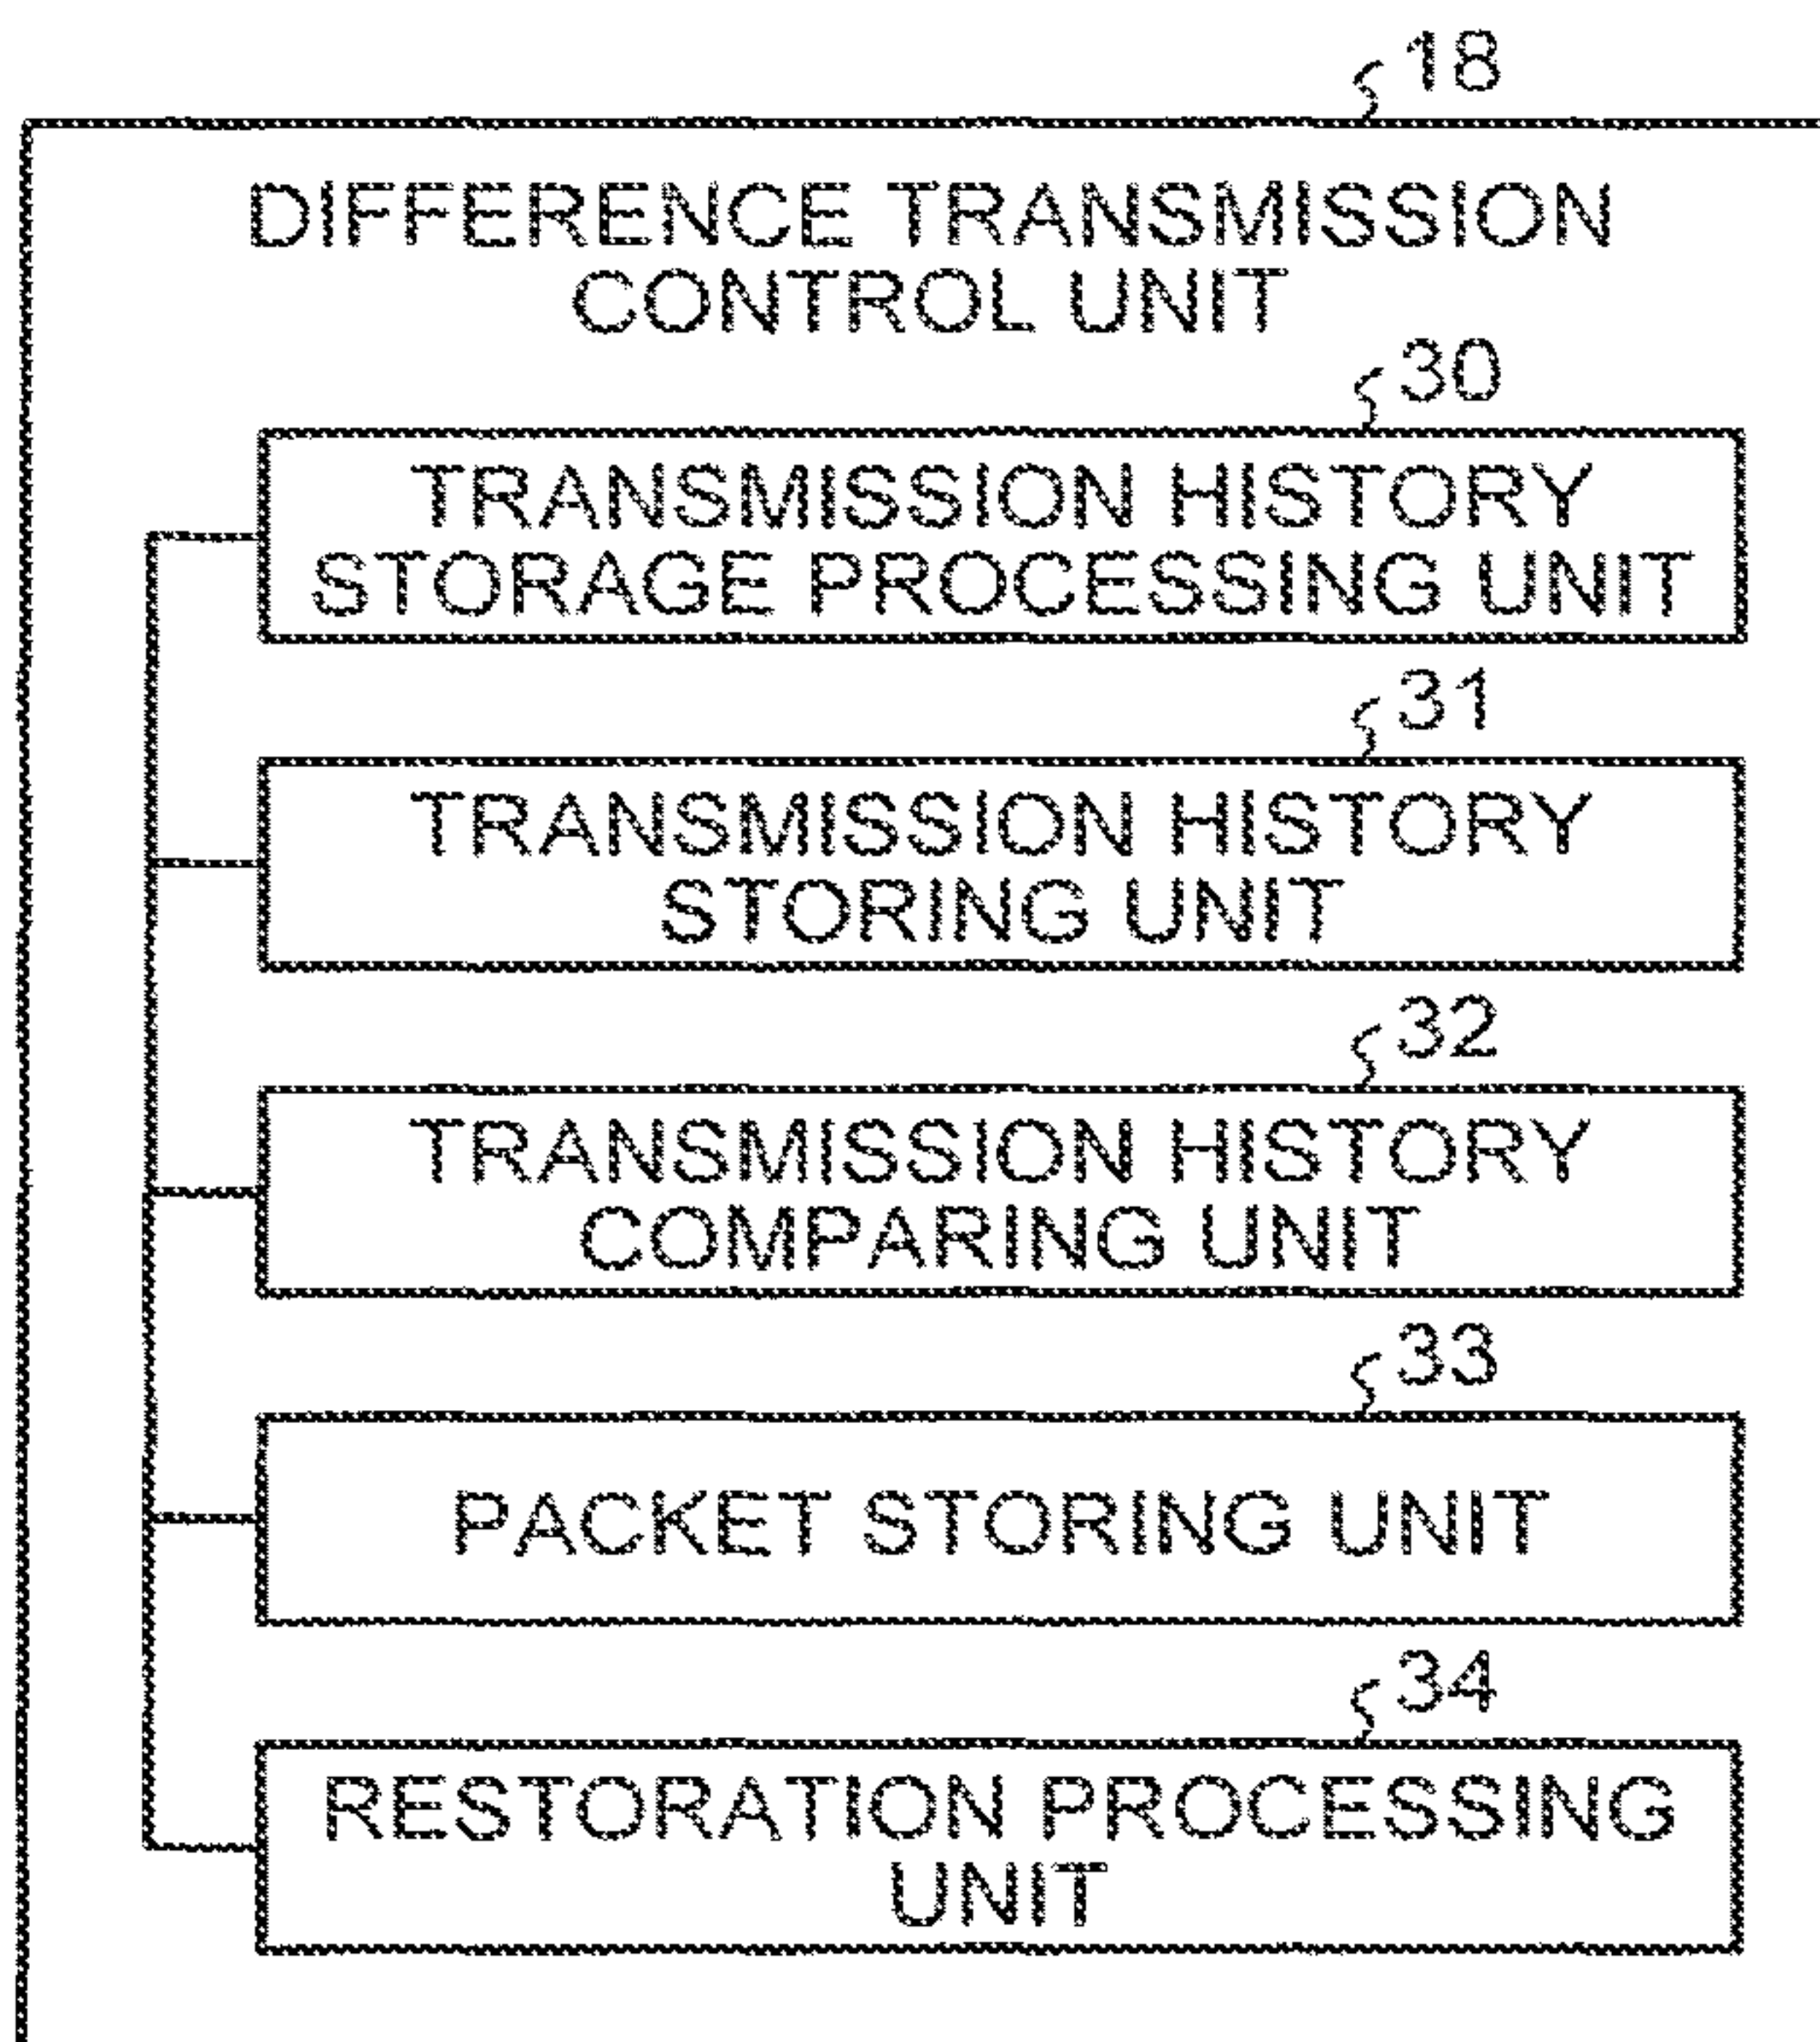 18
DIFFERENCE TRANSMISSION
CONTROL UNIT
30
TRANSMISSION HISTORY
STORAGE PROCESSING UNIT
31
TRANSMISSION HISTORY
STORING UNIT
32
TRANSMISSION HISTORY
COMPARING UNIT
33
PACKET STORING UNIT
34
RESTORATION PROCESSING
UNIT